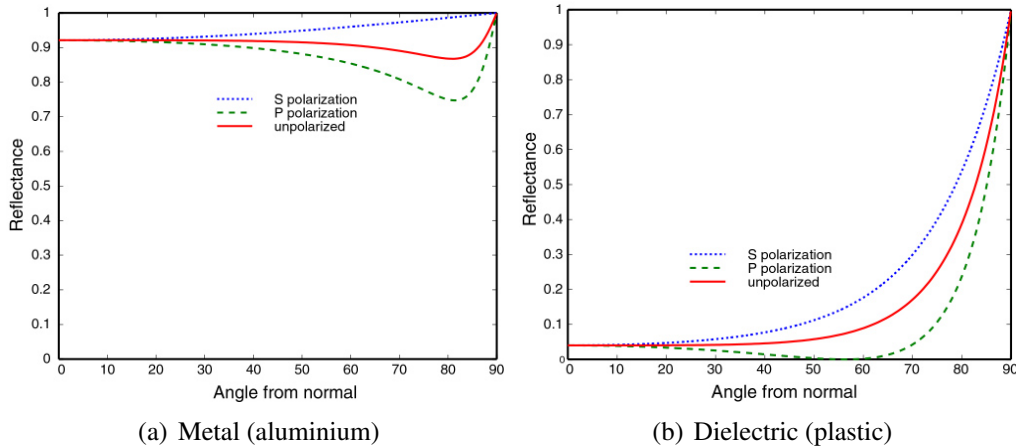 1
0.9
0.8
0.7
0.6
0.5
0.4
0.3
0.2
0.1
0
Reflectance
S polarization
P polarization
unpolarized
0 10 20 30 40 50 60 70 80 90
Angle from normal
(a) Metal (aluminium)
1
0.9
0.8
0.7
0.6
0.5
0.4
0.3
0.2
0.1
0
Reflectance
S polarization
P polarization
unpolarized
0 10 20 30 40 50 60 70 80 90
Angle from normal
(b) Dielectric (plastic)